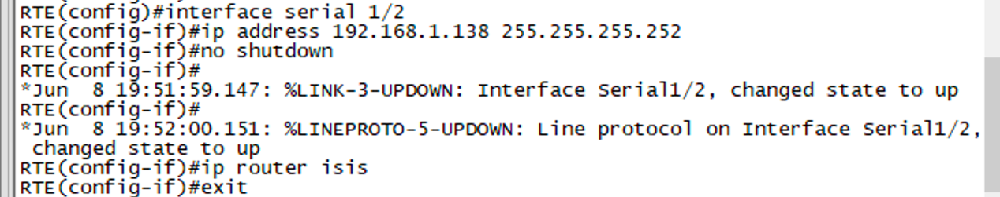 RTE(config)#interface serial 1/2
RTE(config-if)#ip address 192.168.1.138 255.255.255.252
RTE(config-if)#no shutdown
RTE(config-if)#
*Jun  8 19:51:59.147: %LINK-3-UPDOWN: Interface Serial1/2, changed state to up
RTE(config-if)#
*Jun  8 19:52:00.151: %LINEPROTO-5-UPDOWN: Line protocol on Interface Serial1/2,
 changed state to up
RTE(config-if)#ip router isis
RTE(config-if)#exit